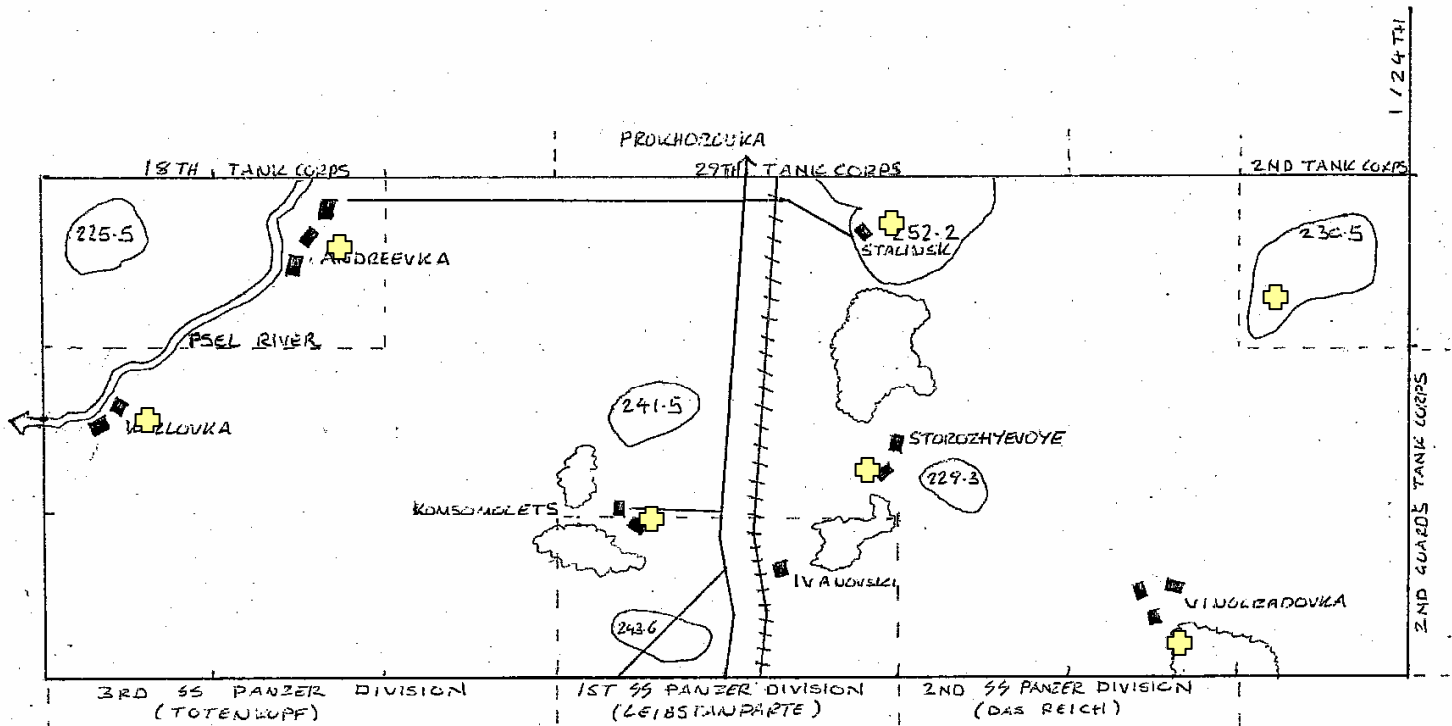 1/24TH
PROKHOROVKA
18TH TANK CORPS
29TH TANK CORPS
2ND TANK CORPS
225.5
252.2
STALINSK
236.5
ANDREEVKA
PSEL RIVER
241.5
STOROZHYEVOYE
229.3
KOMSOMOLETS
IVANOVSKI
VINOGRADOVKA
243.6
2ND GUARDS TANK CORPS
3RD SS PANZER DIVISION
(TOTENKOPF)
1ST SS PANZER DIVISION
(LEIBSTANDARTE)
2ND SS PANZER DIVISION
(DAS REICH)